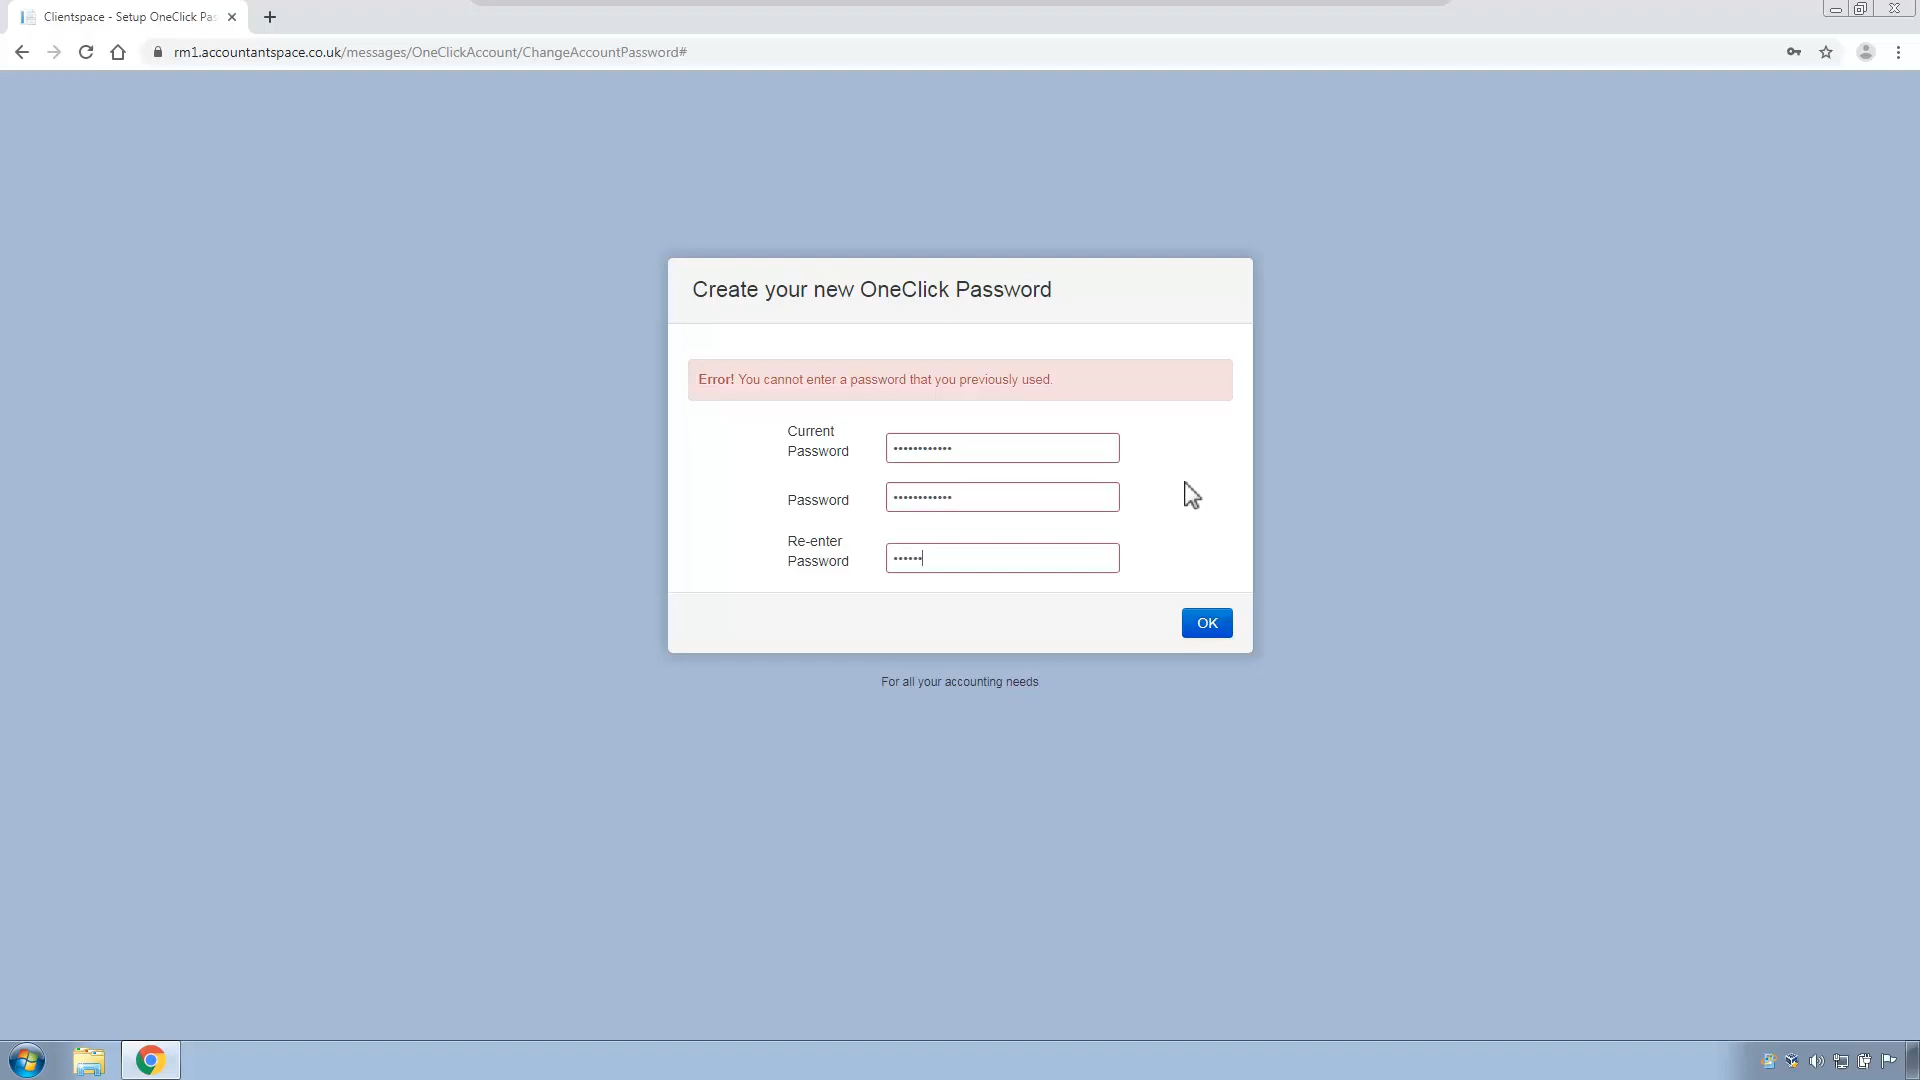 Clientspace - Setup OneClick Pas
rm1.accountantspace.co.uk/messages/OneClickAccount/ChangeAccountPassword#
Create your new OneClick Password
Error! You cannot enter a password that you previously used.
Current
Password
••••••••••••
Password
••••••••••••
Re-enter
Password
••••••
OK
For all your accounting needs